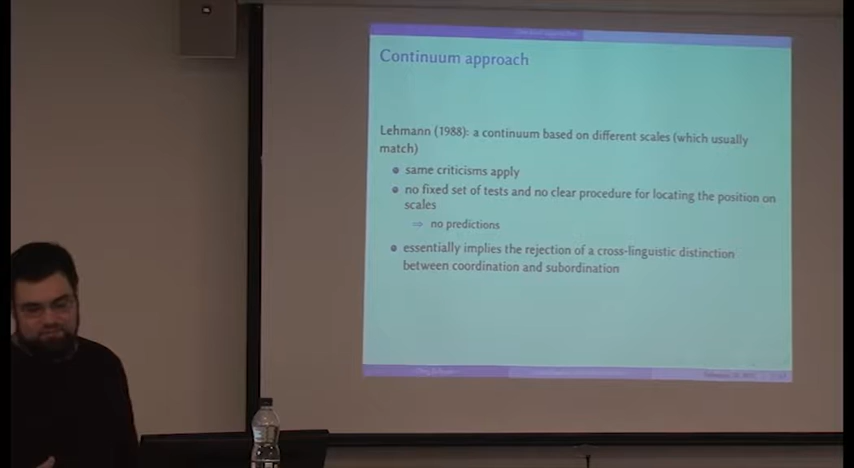 Continuum approach
Lehmann (1988): a continuum based on different scales (which usually
match)
same criticisms apply
no fixed set of tests and no clear procedure for locating the position on
scales
⇒ no predictions
essentially implies the rejection of a cross-linguistic distinction
between coordination and subordination